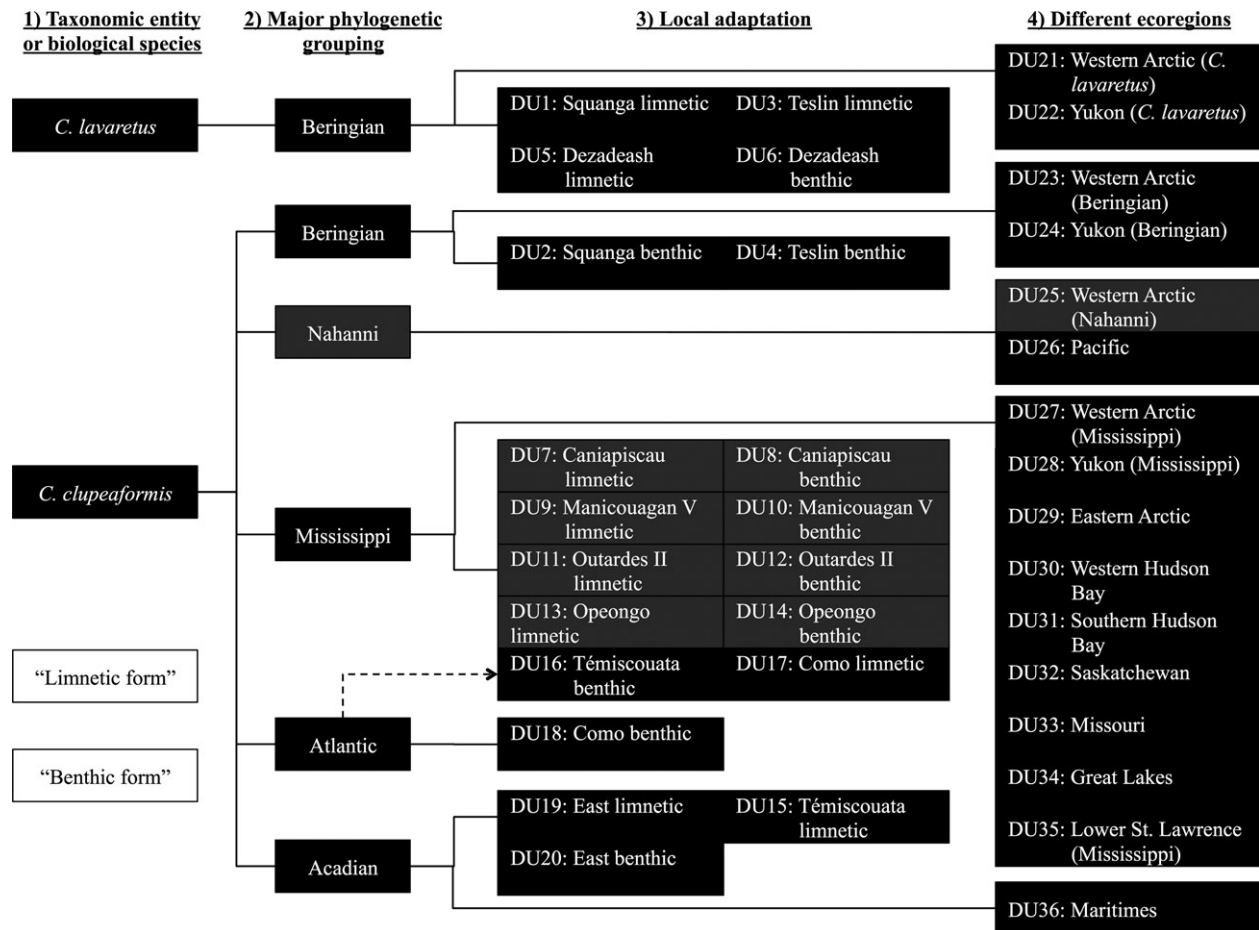 1) Taxonomic entity
or biological species
2) Major phylogenetic
grouping
3) Local adaptation
4) Different ecoregions
C. lavaretus
Beringian
DU1: Squanga limnetic
DU3: Teslin limnetic
DU5: Dezadeash
limnetic
DU6: Dezadeash
benthic
DU21: Western Arctic (C.
lavaretus)
DU22: Yukon (C. lavaretus)
C. clupeaformis
Beringian
DU2: Squanga benthic
DU4: Teslin benthic
DU23: Western Arctic
(Beringian)
DU24: Yukon (Beringian)
Nahanni
DU25: Western Arctic
(Nahanni)
DU26: Pacific
Mississippi
DU7: Caniapiscau
limnetic
DU8: Caniapiscau
benthic
DU9: Manicouagan V
limnetic
DU10: Manicouagan V
benthic
DU11: Outardes II
limnetic
DU12: Outardes II
benthic
DU13: Opeongo
limnetic
DU14: Opeongo
benthic
DU16: Témiscouata
benthic
DU17: Como limnetic
DU27: Western Arctic
(Mississippi)
DU28: Yukon (Mississippi)
DU29: Eastern Arctic
DU30: Western Hudson
Bay
DU31: Southern Hudson
Bay
DU32: Saskatchewan
DU33: Missouri
DU34: Great Lakes
DU35: Lower St. Lawrence
(Mississippi)
Atlantic
DU18: Como benthic
Acadian
DU19: East limnetic
DU15: Témiscouata
limnetic
DU20: East benthic
DU36: Maritimes
“Limnetic form”
“Benthic form”